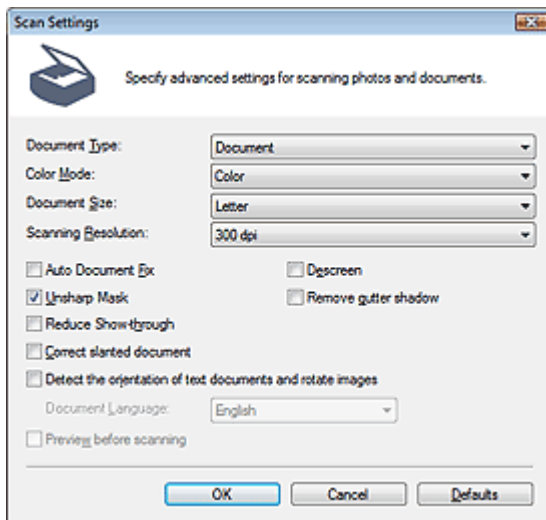 Scan Settings
Specify advanced settings for scanning photos and documents.
Document Type: Document
Color Mode: Color
Document Size: Letter
Scanning Resolution: 300 dpi
Auto Document Fix Descreen
Unsharp Mask Remove gutter shadow
Reduce Show-through
Correct slanted document
Detect the orientation of text documents and rotate images
Document Language: English
Preview before scanning
OK Cancel Defaults